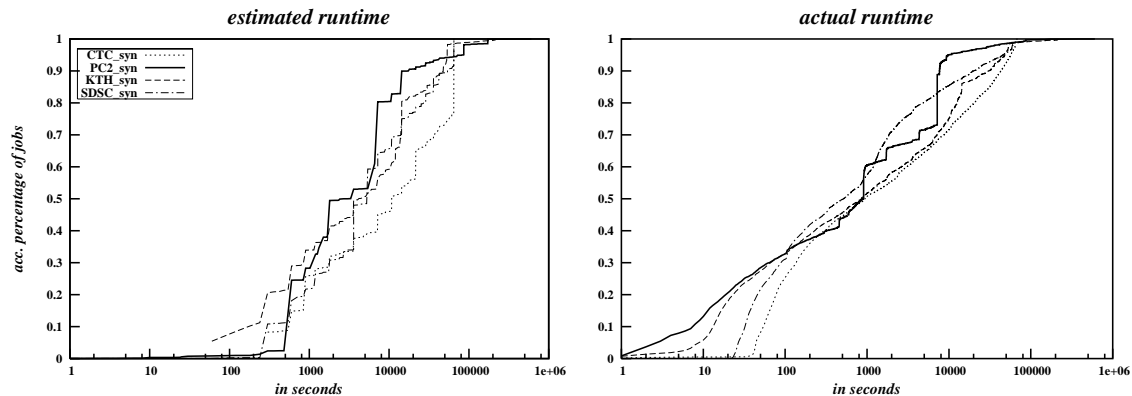 estimated runtime
actual runtime
1
0.9
0.8
0.7
0.6
0.5
0.4
0.3
0.2
0.1
0
CTC_syn
PC2_syn
KTH_syn
SDSC_syn
acc. percentage of jobs
1 10 100 1000 10000 100000 1e+06
in seconds
1
0.9
0.8
0.7
0.6
0.5
0.4
0.3
0.2
0.1
0
1 10 100 1000 10000 100000 1e+06
in seconds